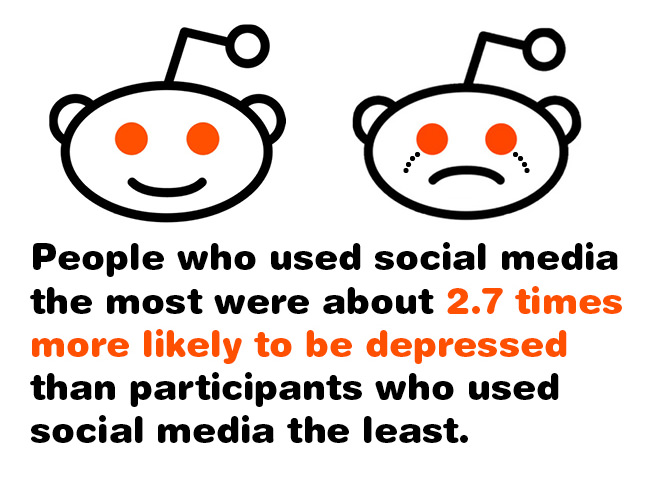 People who used social media
the most were about 2.7 times
more likely to be depressed
than participants who used
social media the least.